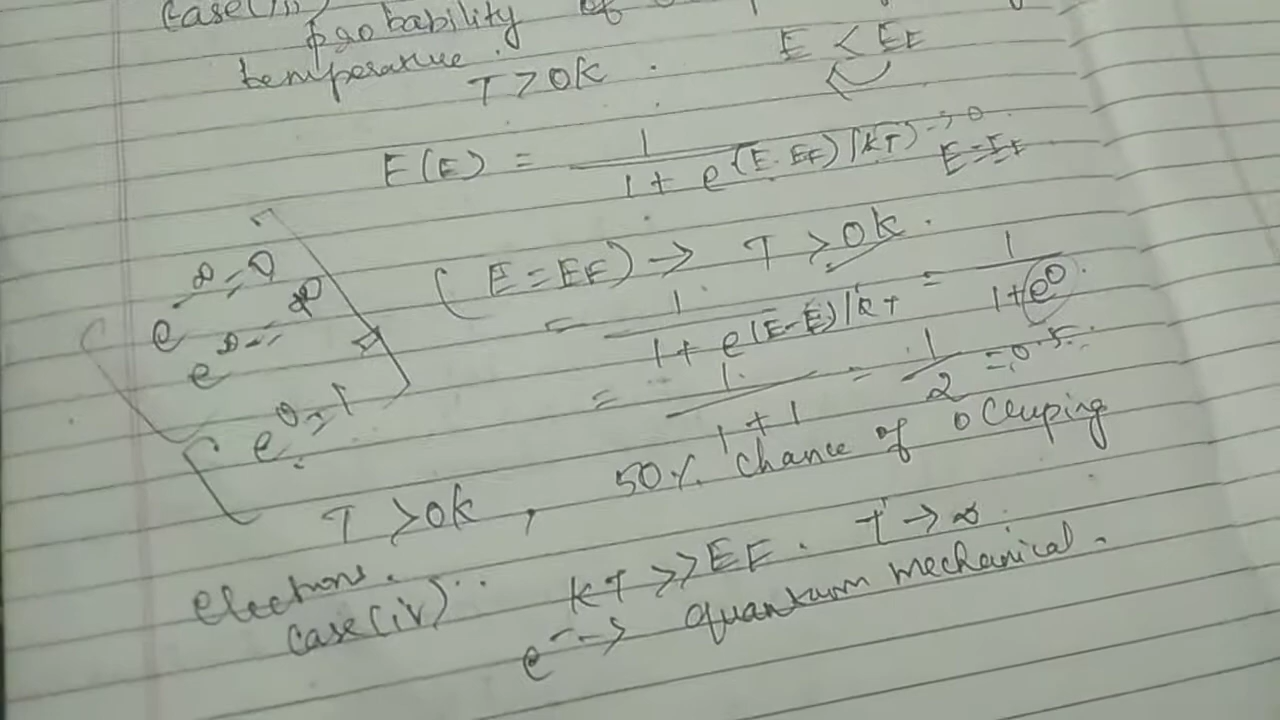 Case(iii)
probability of
temperature.
T > 0K . E < EF
F(E) = 1 / 1 + e^(E-EF)/(kT) → 0
E = EF
(E = EF) → T > 0K.
= 1 / 1 + e^(E-E)/kT = 1 / 1+e^0
= 1 / 1 + 1 = 1/2 = 0.5
e^∞ = ∞
e^0 = 1
T > 0K , 50% chance of occuping
electrons.
Case(iv) : kT >> EF . T → ∞
e^- → quantum mechanical.